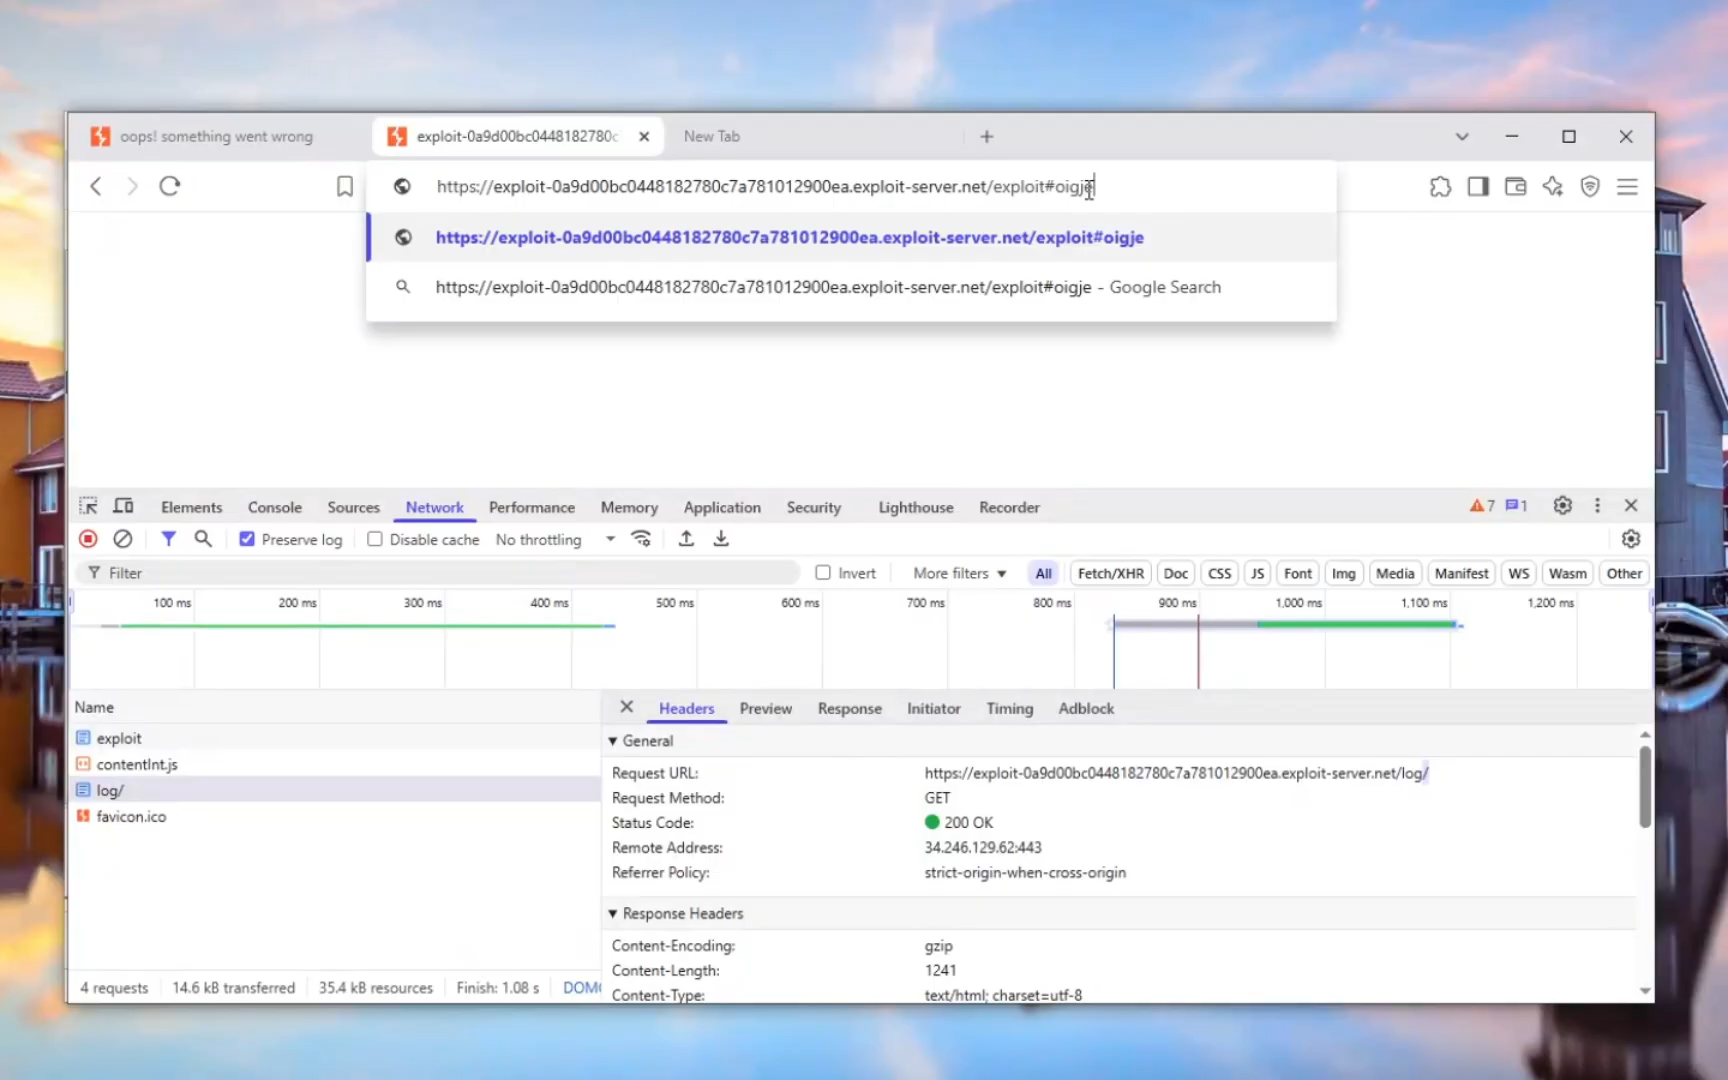 oops! something went wrong
exploit-0a9d00bc0448182780c
New Tab
https://exploit-0a9d00bc0448182780c7a781012900ea.exploit-server.net/exploit#oigje
https://exploit-0a9d00bc0448182780c7a781012900ea.exploit-server.net/exploit#oigje
https://exploit-0a9d00bc0448182780c7a781012900ea.exploit-server.net/exploit#oigje - Google Search
Elements Console Sources Network Performance Memory Application Security Lighthouse Recorder 7 1
Preserve log Disable cache No throttling
Filter Invert More filters All Fetch/XHR Doc CSS JS Font Img Media Manifest WS Wasm Other
100 ms 200 ms 300 ms 400 ms 500 ms 600 ms 700 ms 800 ms 900 ms 1,000 ms 1,100 ms 1,200 ms
Name
exploit
contentInt.js
log/
favicon.ico
Headers Preview Response Initiator Timing Adblock
General
Request URL: https://exploit-0a9d00bc0448182780c7a781012900ea.exploit-server.net/log/
Request Method: GET
Status Code: 200 OK
Remote Address: 34.246.129.62:443
Referrer Policy: strict-origin-when-cross-origin
Response Headers
Content-Encoding: gzip
Content-Length: 1241
Content-Type: text/html; charset=utf-8
4 requests 14.6 kB transferred 35.4 kB resources Finish: 1.08 s DOMC